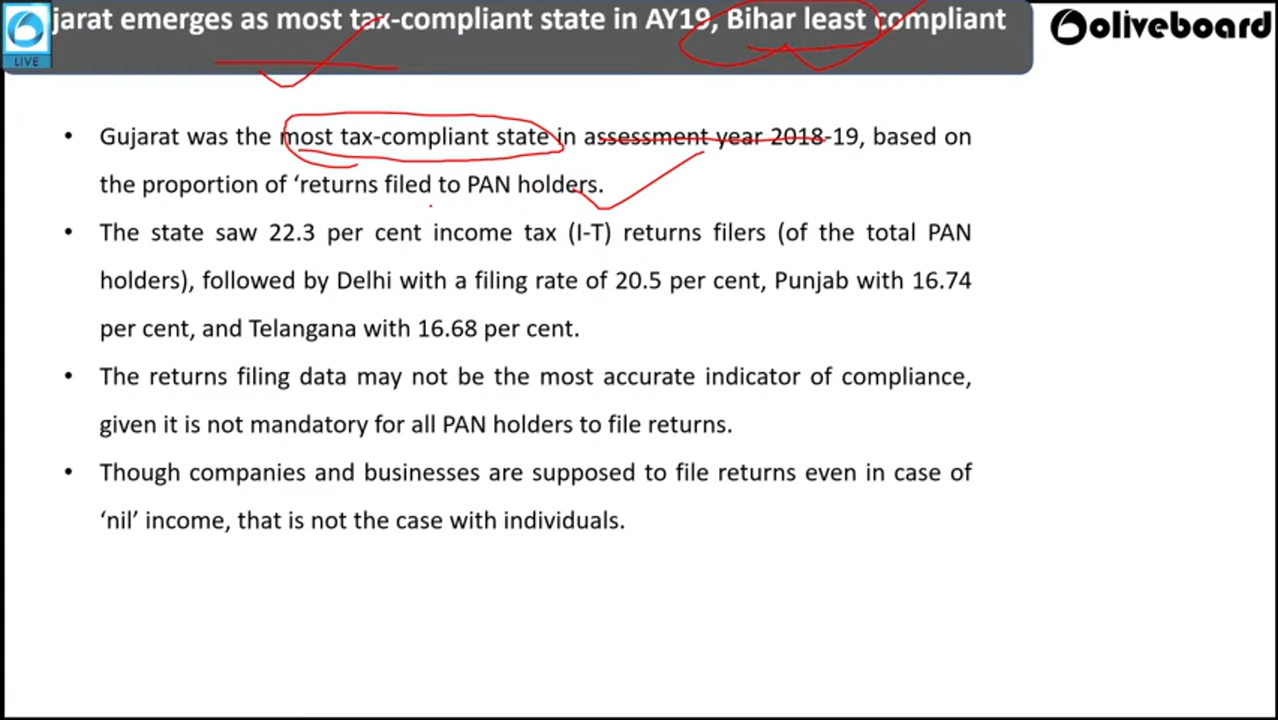 jarat emerges as most tax-compliant state in AY19, Bihar least compliant
oliveboard
LIVE
• Gujarat was the most tax-compliant state in assessment year 2018-19, based on
the proportion of ‘returns filed to PAN holders.
• The state saw 22.3 per cent income tax (I-T) returns filers (of the total PAN
holders), followed by Delhi with a filing rate of 20.5 per cent, Punjab with 16.74
per cent, and Telangana with 16.68 per cent.
• The returns filing data may not be the most accurate indicator of compliance,
given it is not mandatory for all PAN holders to file returns.
• Though companies and businesses are supposed to file returns even in case of
‘nil’ income, that is not the case with individuals.